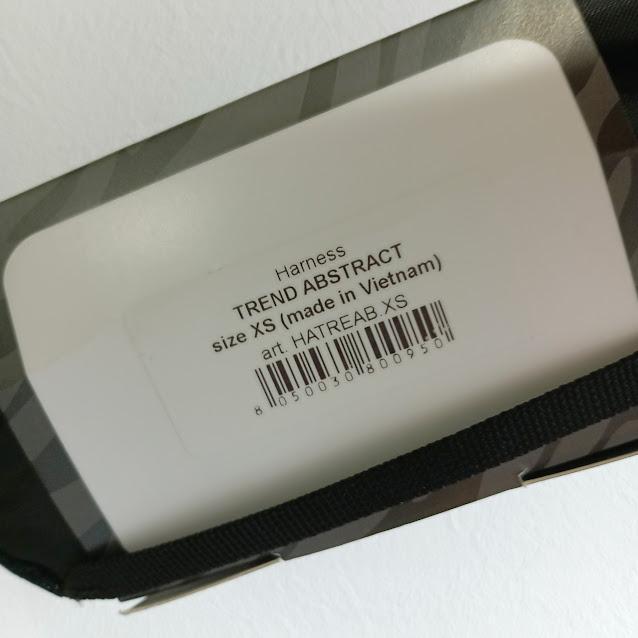 Harness
TREND ABSTRACT
size XS (made in Vietnam)
art. HATREAB.XS
8 050030 800950